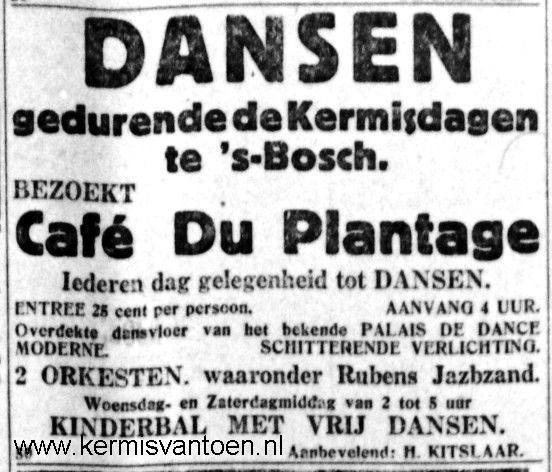 DANSEN
gedurende de Kermisdagen
te 's-Bosch.
BEZOEKT
Café Du Plantage
Iederen dag gelegenheid tot DANSEN.
ENTREE 25 cent per persoon. AANVANG 4 UUR.
Overdekte dansvloer van het bekende PALAIS DE DANCE
MODERNE. SCHITTERENDE VERLICHTING.
2 ORKESTEN. waaronder Rubens Jazbzand.
Woensdag- en Zaterdagmiddag van 2 tot 5 uur
KINDERBAL MET VRIJ DANSEN.
www.kermisvantoen.nl
Aanbevelend: H. KITSLAAR.